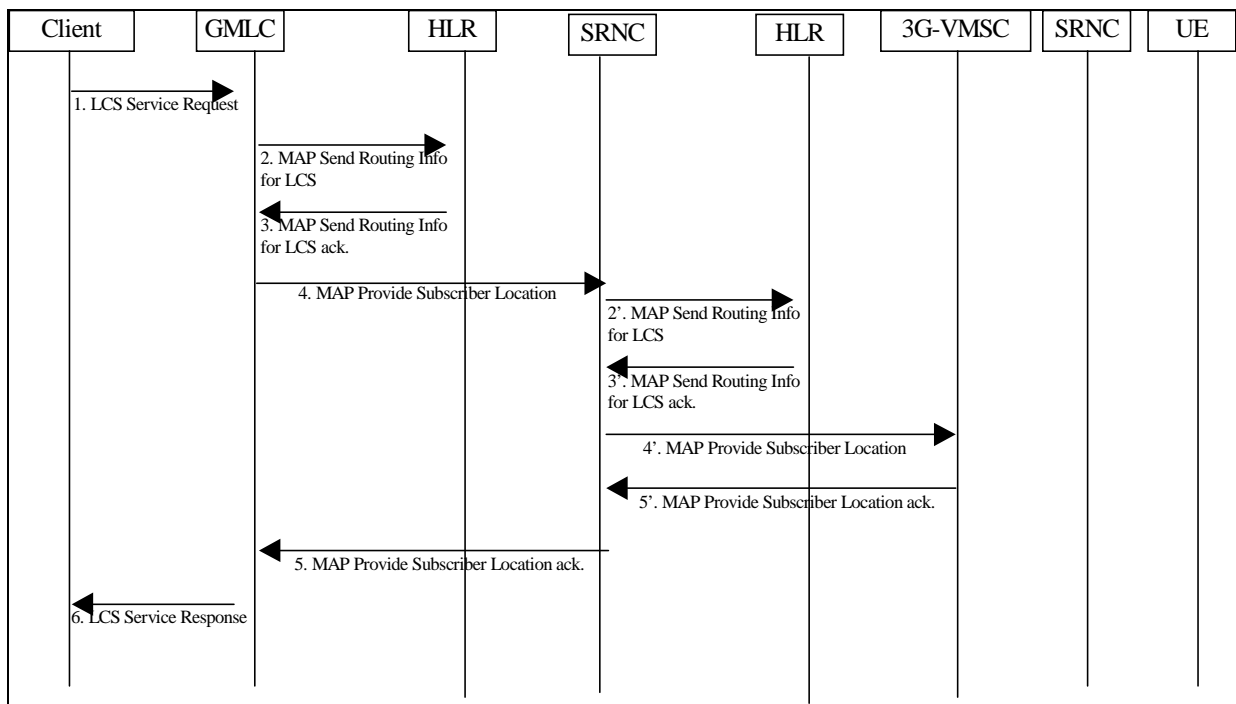 Client
GMLC
HLR
SRNC
HLR
3G-VMSC
SRNC
UE
1. LCS Service Request
2. MAP Send Routing Info
for LCS
3. MAP Send Routing Info
for LCS ack.
4. MAP Provide Subscriber Location
2’. MAP Send Routing Info
for LCS
3’. MAP Send Routing Info
for LCS ack.
4’. MAP Provide Subscriber Location
5’. MAP Provide Subscriber Location ack.
5. MAP Provide Subscriber Location ack.
6. LCS Service Response